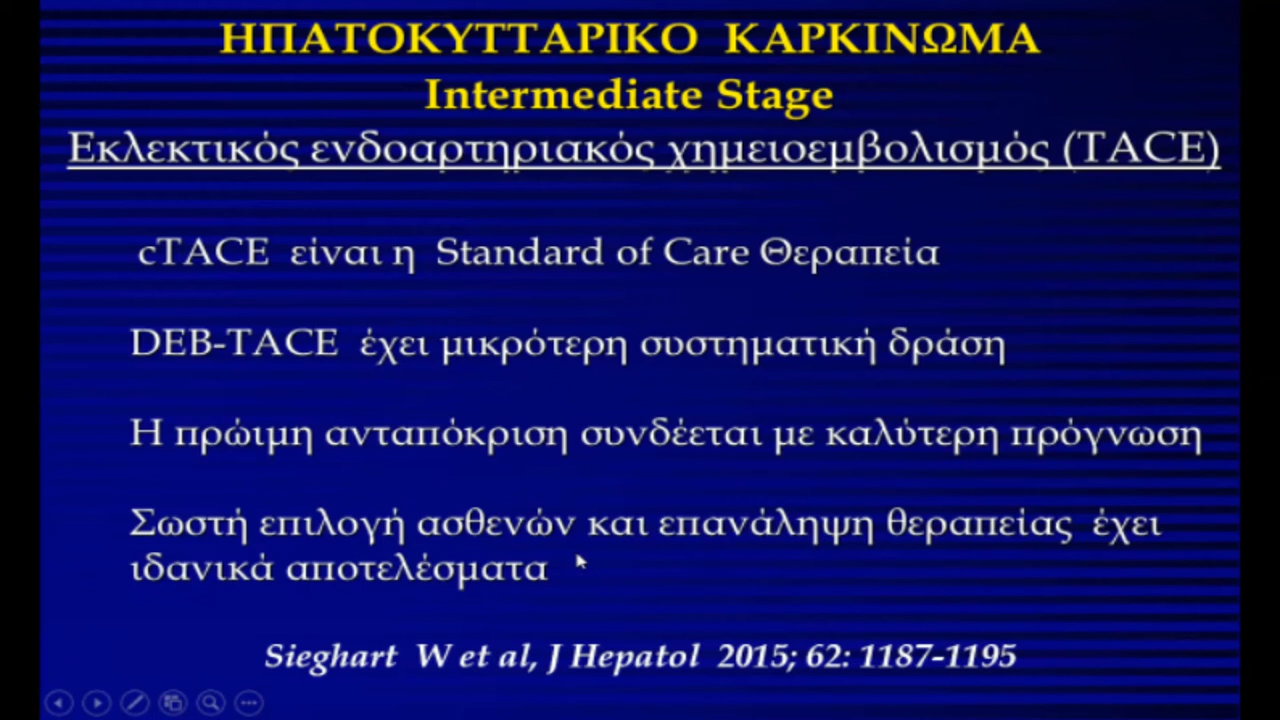 ΗΠΑΤΟΚΥΤΤΑΡΙΚΟ ΚΑΡΚΙΝΩΜΑ
Intermediate Stage
Εκλεκτικός ενδοαρτηριακός χημειοεμβολισμός (TACE)
cTACE είναι η Standard of Care Θεραπεία
DEB-TACE έχει μικρότερη συστηματική δράση
Η πρώιμη ανταπόκριση συνδέεται με καλύτερη πρόγνωση
Σωστή επιλογή ασθενών και επανάληψη θεραπείας έχει
ιδανικά αποτελέσματα
Sieghart W et al, J Hepatol 2015; 62: 1187-1195